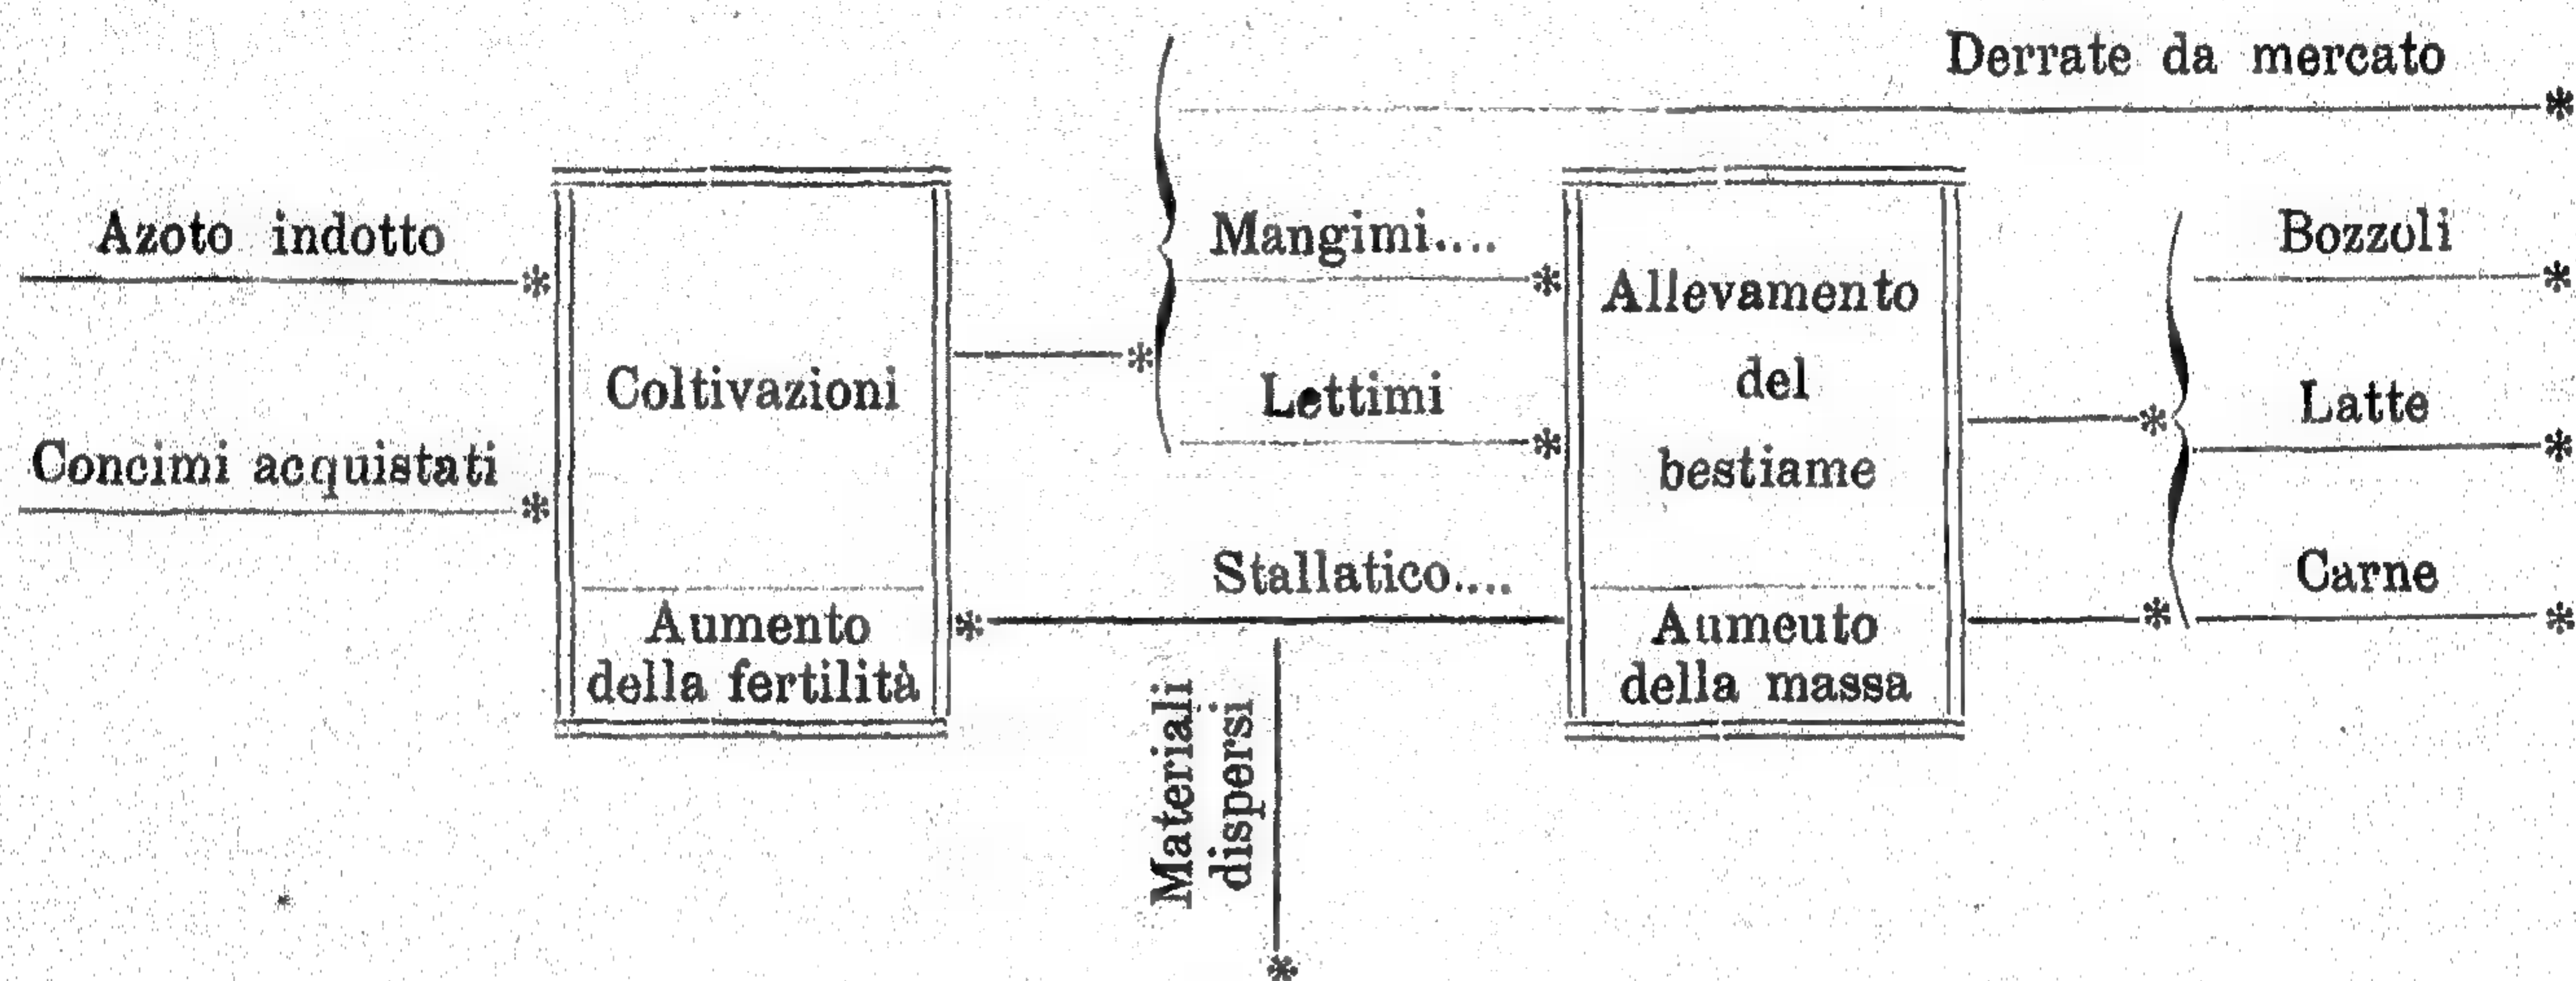 Derrate da mercato
Azoto indotto
Concimi acquistati
Coltivazioni
Aumento
della fertilità
Mangimi....
Lettimi
Stallatico....
Materiali
dispersi
Allevamento
del
bestiame
Aumeuto
della massa
Bozzoli
Latte
Carne